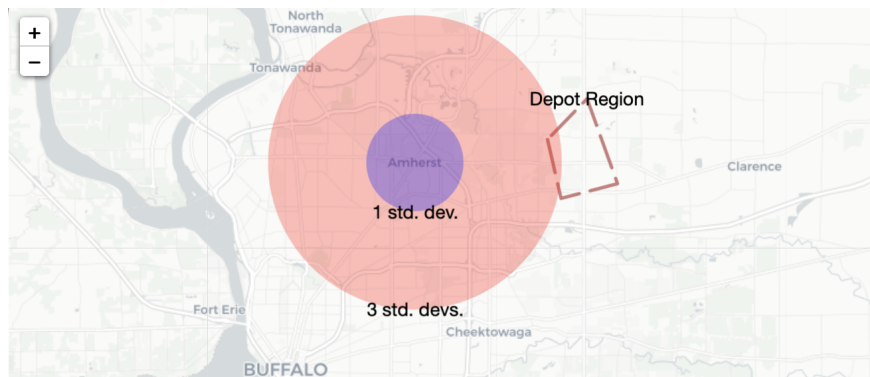 +
−
North
Tonawanda
Tonawanda
Depot Region
Amherst
Clarence
1 std. dev.
3 std. devs.
Fort Erie
Cheektowaga
BUFFALO